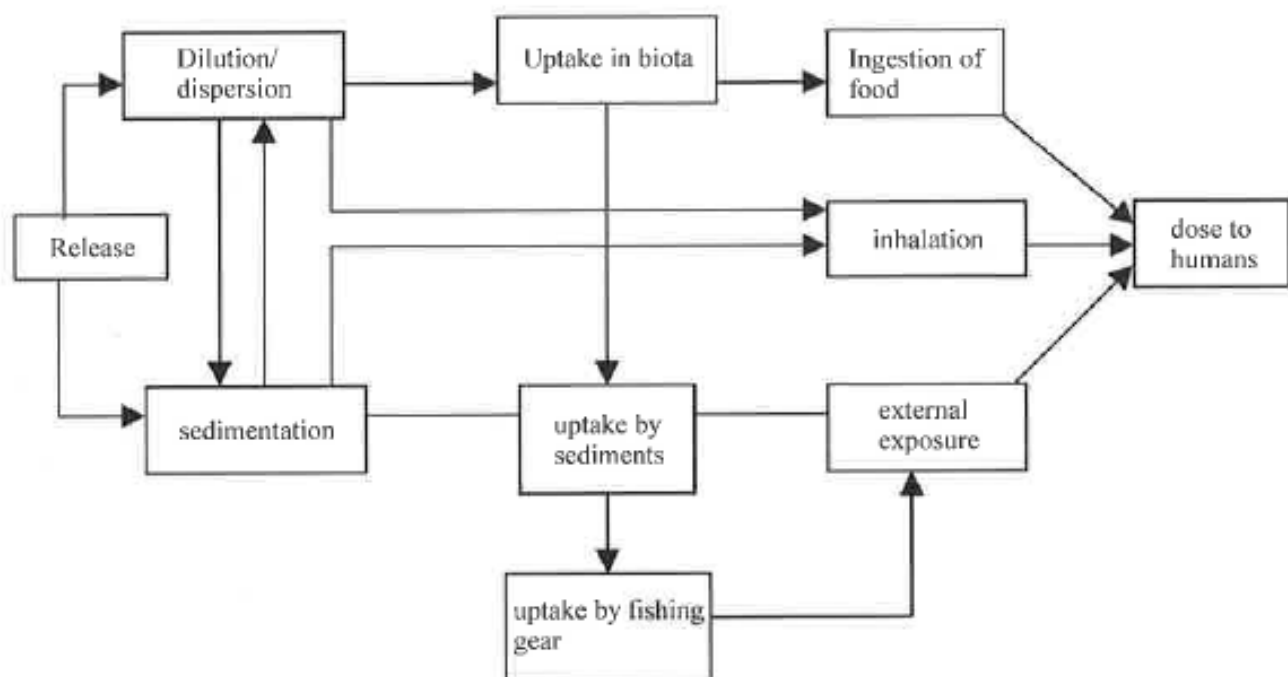 Dilution/
dispersion
Uptake in biota
Ingestion of
food
Release
inhalation
dose to
humans
sedimentation
uptake by
sediments
external
exposure
uptake by fishing
gear